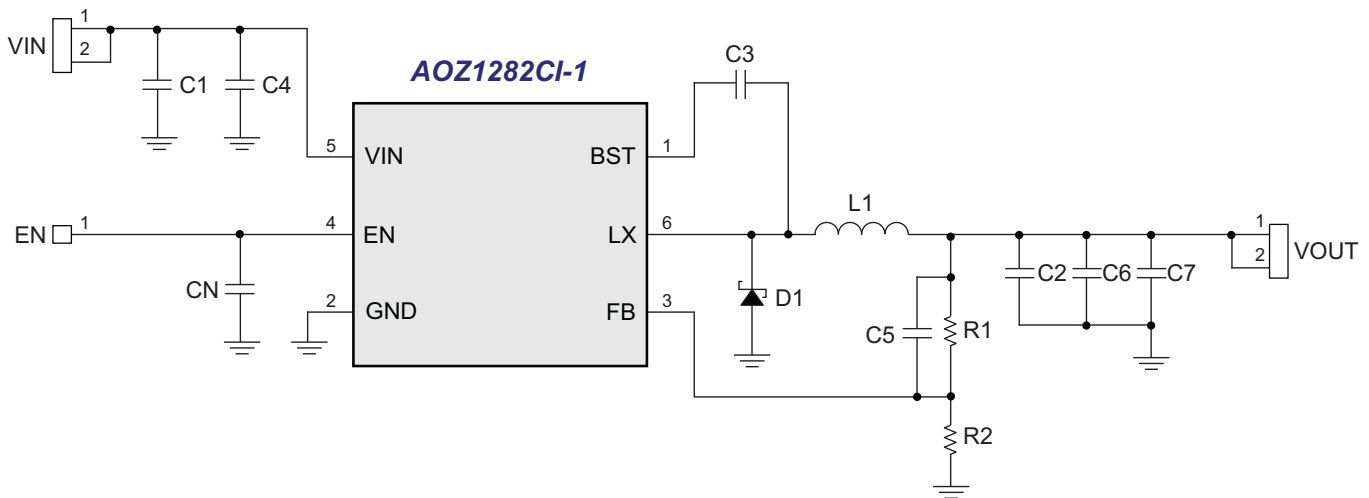 AOZ1282CI-1
VIN
1
2
C1
C4
C3
5
VIN
BST
1
EN
1
4
EN
LX
6
L1
1
2
VOUT
CN
2
GND
FB
3
D1
C5
R1
C2
C6
C7
R2